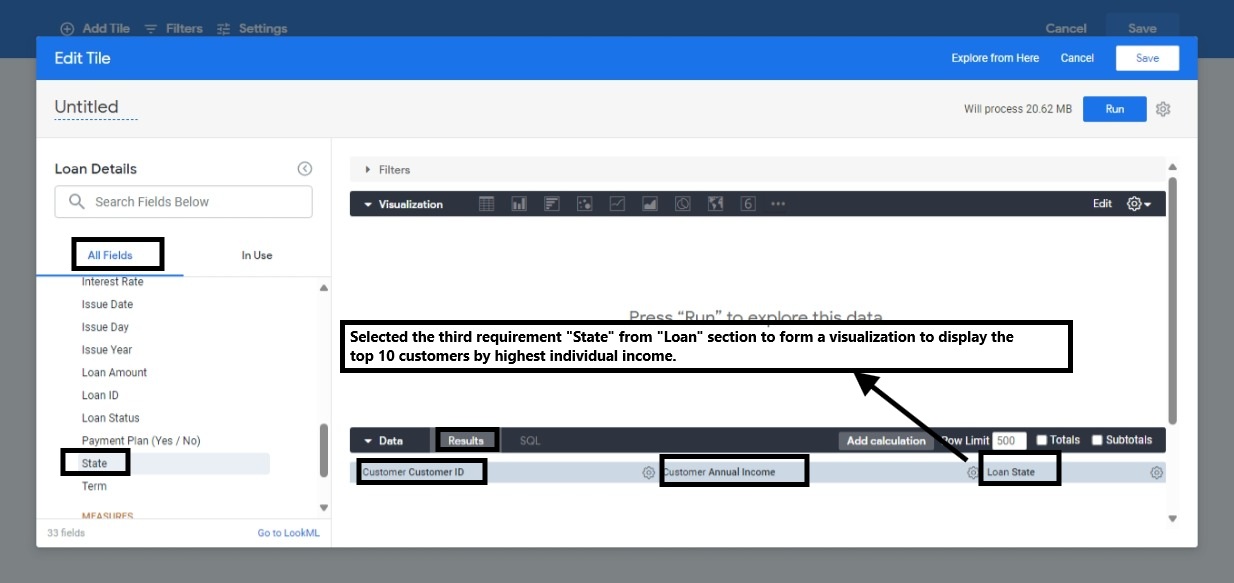 Add Tile Filters Settings Cancel Save
Edit Tile Explore from Here Cancel Save
Untitled Will process 20.62 MB Run
Loan Details
Search Fields Below
All Fields In Use
Interest Rate
Issue Date
Issue Day
Issue Year
Loan Amount
Loan ID
Loan Status
Payment Plan (Yes / No)
State
Term
MEASURES
33 fields Go to LookML
Filters
Visualization 6 ••• Edit
Press “Run” to explore this data
Selected the third requirement "State" from "Loan" section to form a visualization to display the
top 10 customers by highest individual income.
Data Results SQL Add calculation Row Limit 500 Totals Subtotals
Customer Customer ID Customer Annual Income Loan State